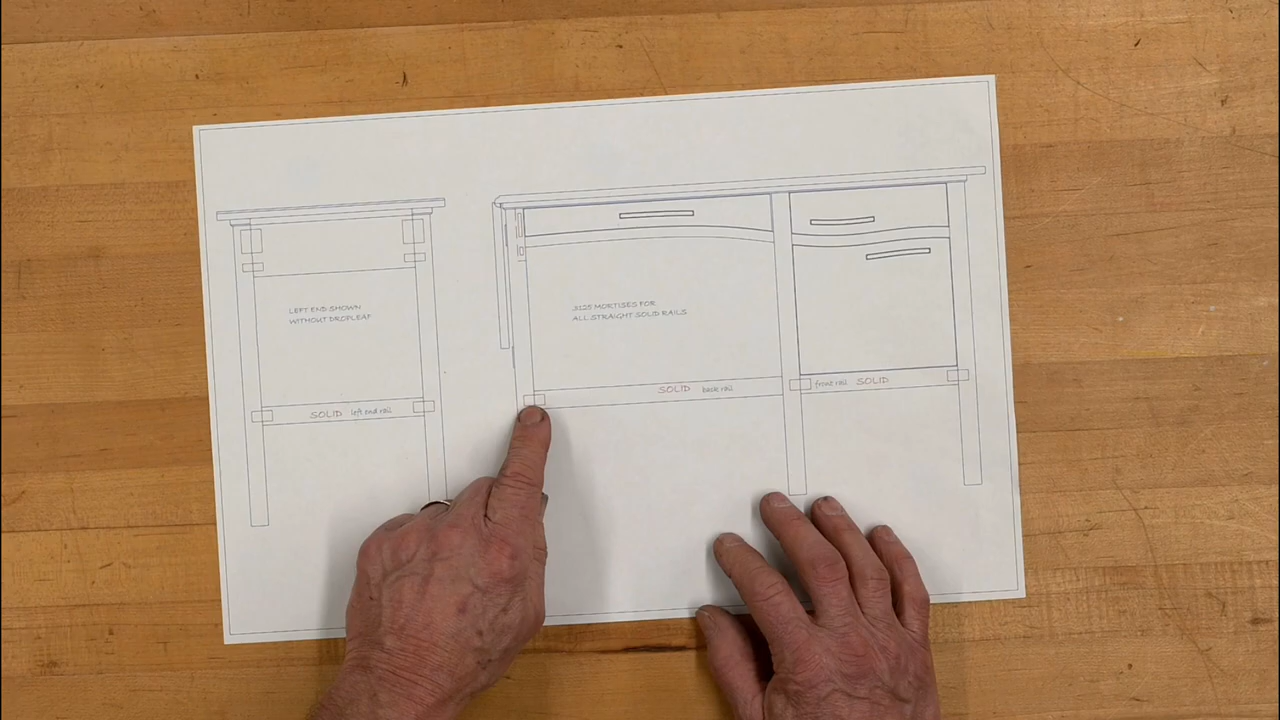 LEFT END SHOWN
WITHOUT DROPLEAF
SOLID left end rail
.3125 MORTISES FOR
ALL STRAIGHT SOLID RAILS
SOLID back rail
front rail SOLID